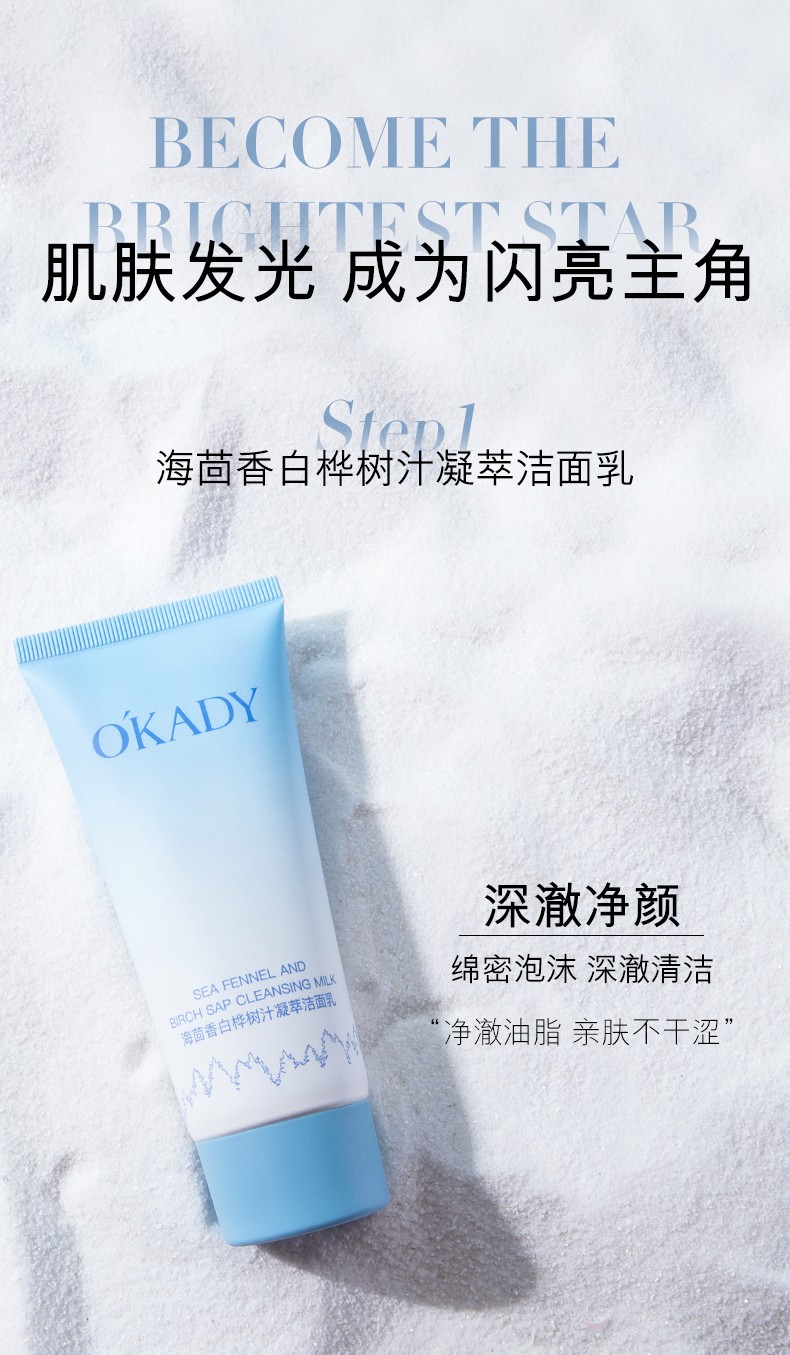 BECOME THE
BRIGHTEST STAR
肌肤发光 成为闪亮主角
Step1
海茴香白桦树汁凝萃洁面乳
O'KADY
SEA FENNEL AND
BIRCH SAP CLEANSING MILK
海茴香白桦树汁凝萃洁面乳
深澈净颜
绵密泡沫 深澈清洁
“净澈油脂 亲肤不干涩”